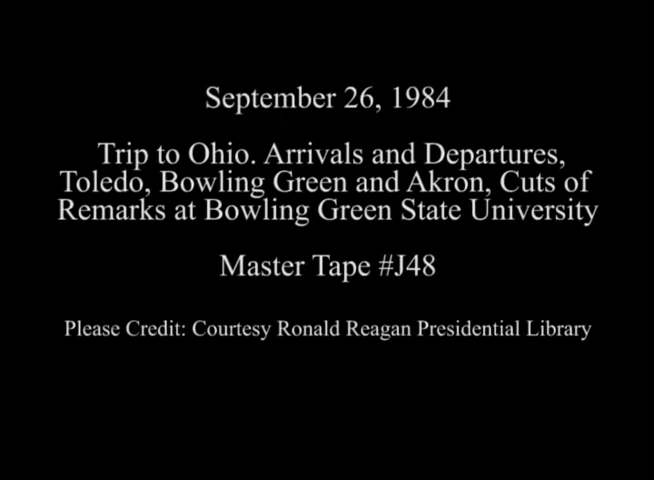 September 26, 1984
Trip to Ohio. Arrivals and Departures,
Toledo, Bowling Green and Akron, Cuts of
Remarks at Bowling Green State University
Master Tape #J48
Please Credit: Courtesy Ronald Reagan Presidential Library